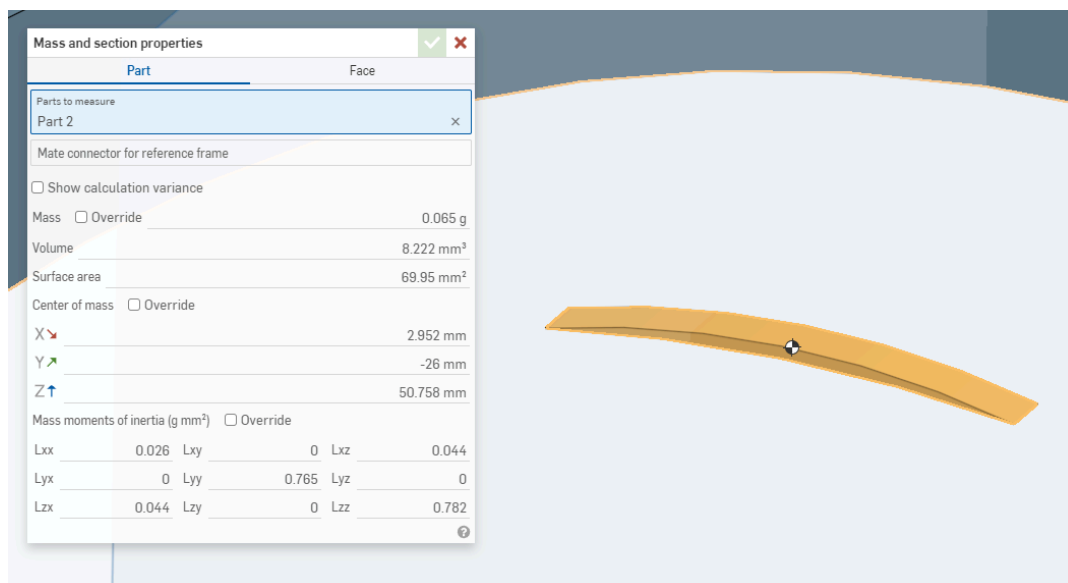 Mass and section properties
Part Face
Parts to measure
Part 2
Mate connector for reference frame
Show calculation variance
Mass Override 0.065 g
Volume 8.222 mm³
Surface area 69.95 mm²
Center of mass Override
X 2.952 mm
Y -26 mm
Z 50.758 mm
Mass moments of inertia (g mm²) Override
Lxx 0.026 Lxy 0 Lxz 0.044
Lyx 0 Lyy 0.765 Lyz 0
Lzx 0.044 Lzy 0 Lzz 0.782